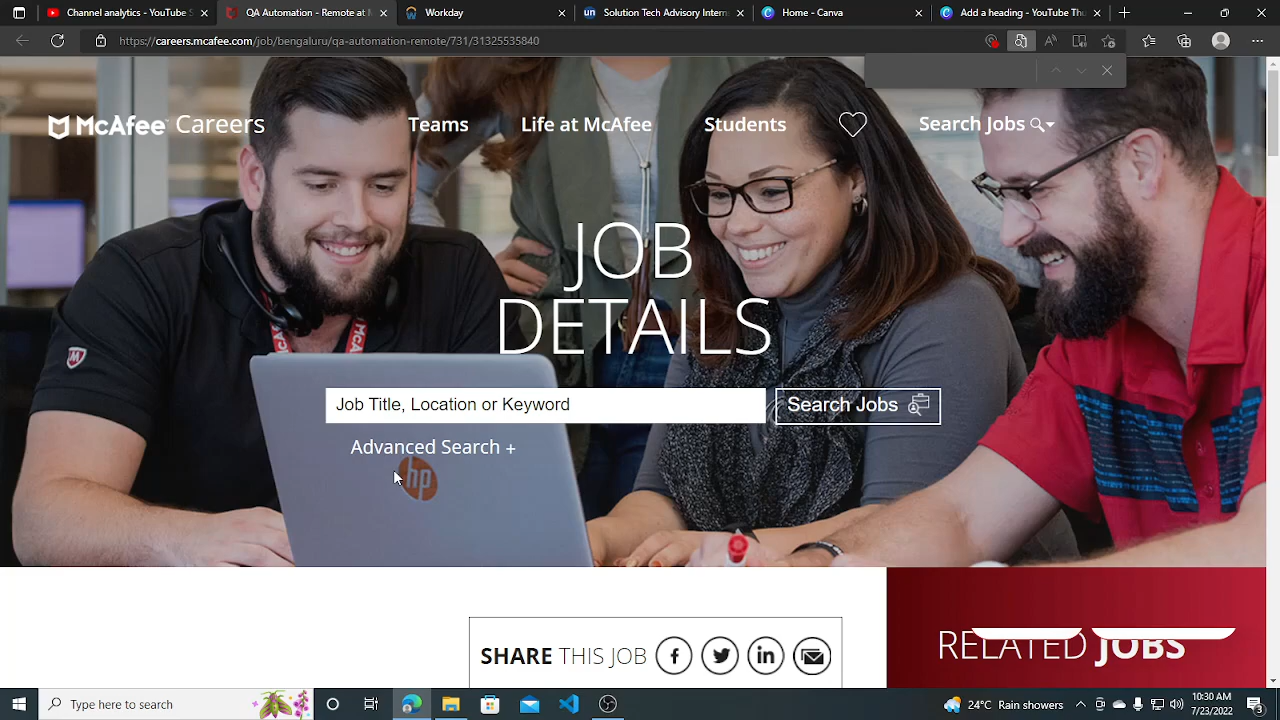 Channel analytics - YouTube S
QA Automation - Remote at M
Workday
Solution Tech Advisory Intern
Home - Canva
Add a heading - YouTube Thu
https://careers.mcafee.com/job/bengaluru/qa-automation-remote/731/31325535840
McAfee Careers
Teams
Life at McAfee
Students
Search Jobs
JOB
DETAILS
Job Title, Location or Keyword
Search Jobs
Advanced Search +
hp
SHARE THIS JOB
RELATED JOBS
Type here to search
24°C Rain showers
10:30 AM
7/23/2022